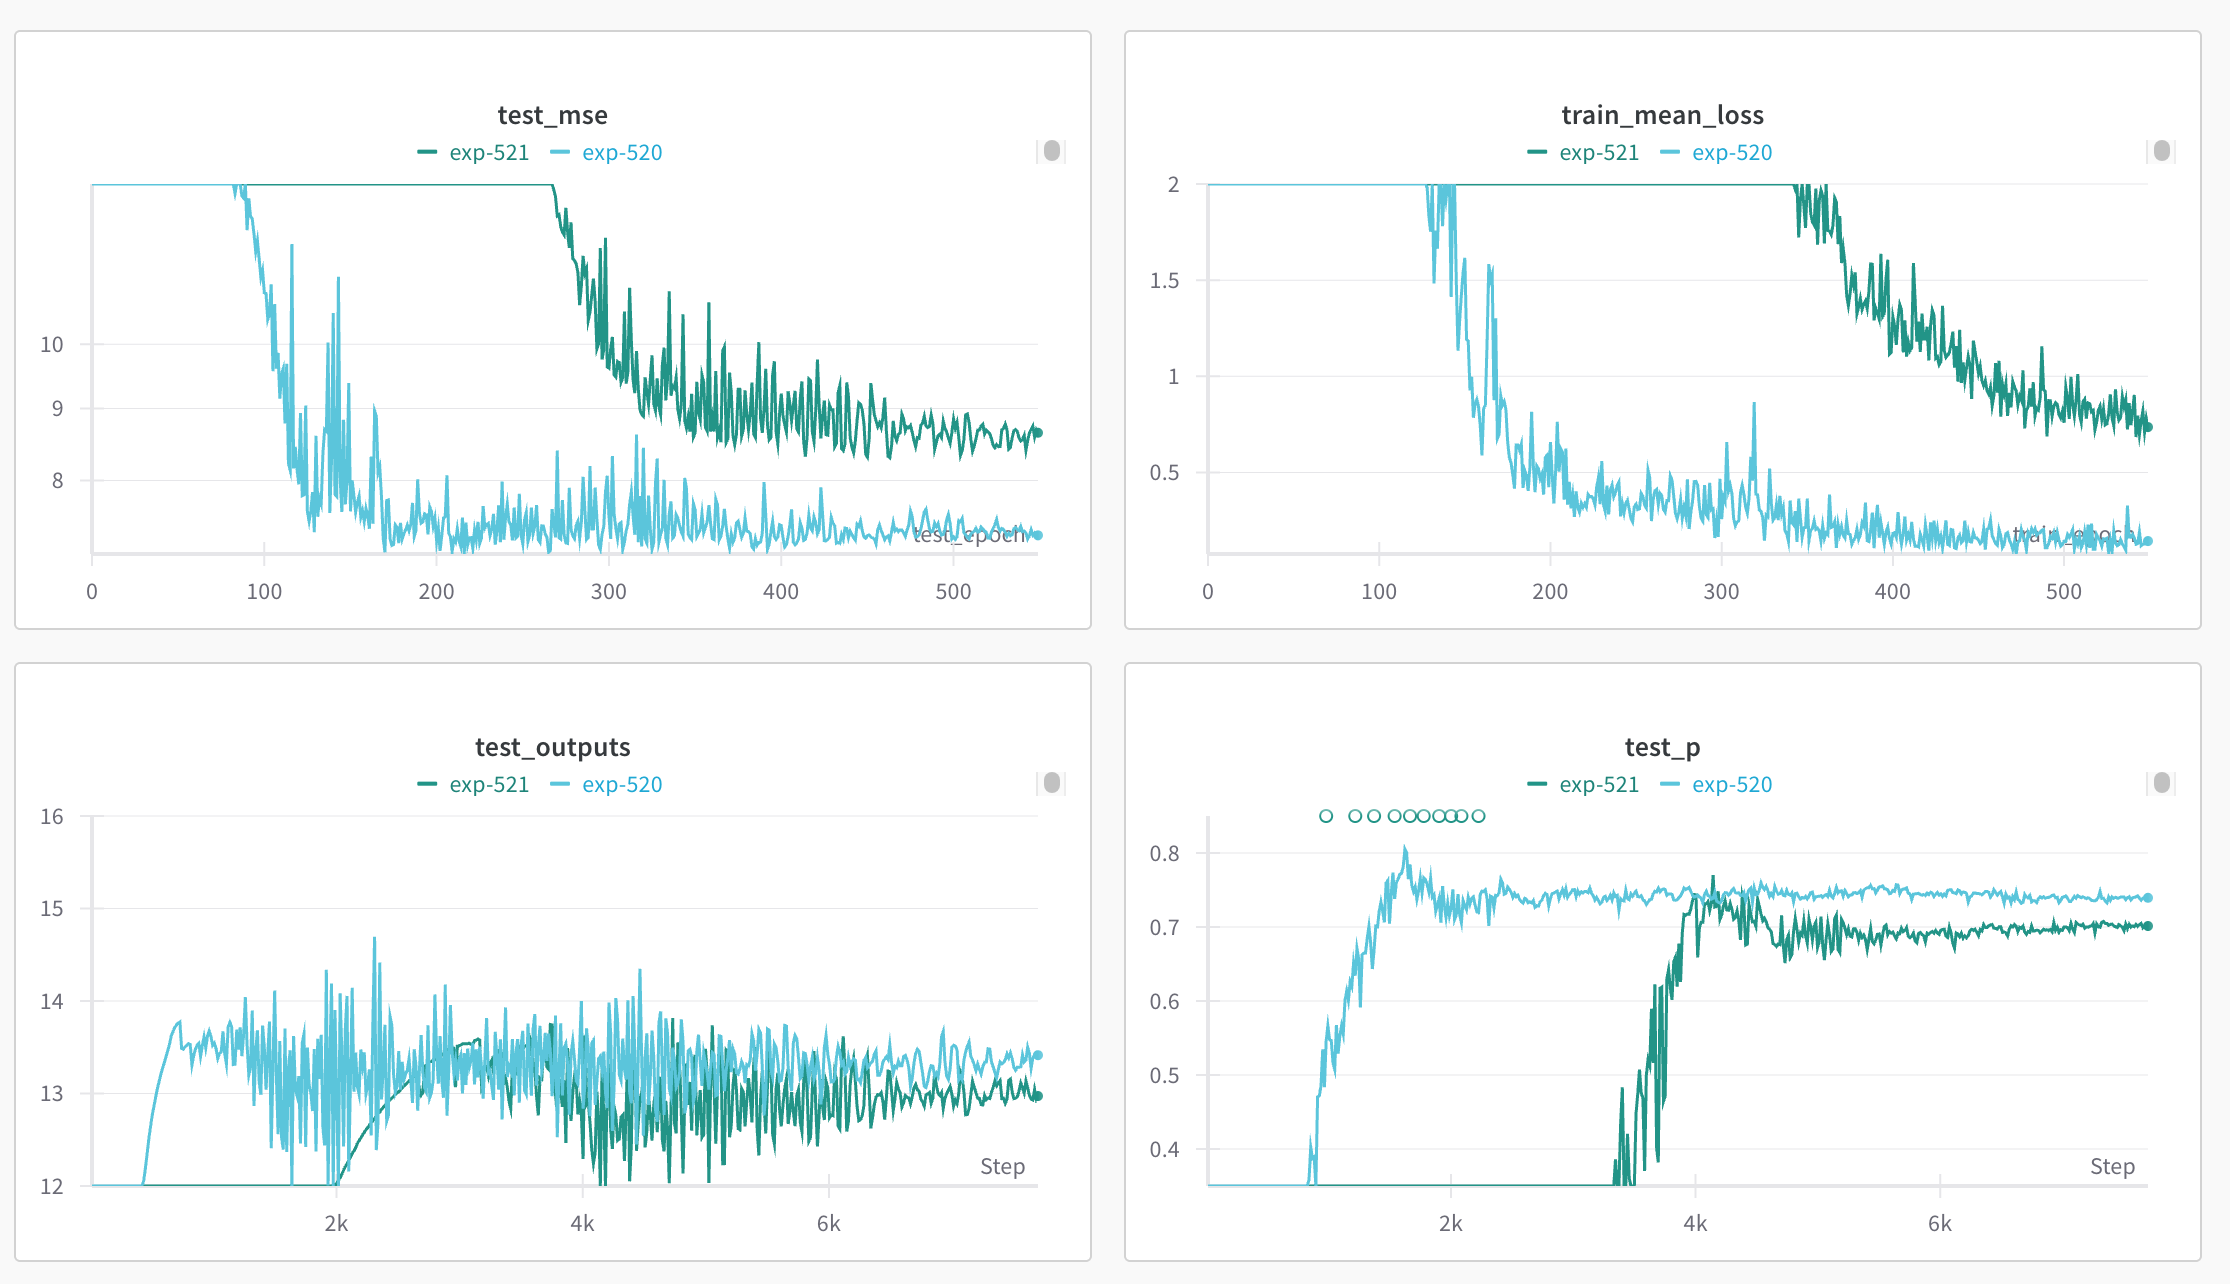 test_mse
exp-521 exp-520
10
9
8
test_epoch
0 100 200 300 400 500
train_mean_loss
exp-521 exp-520
2
1.5
1
0.5
train_epoch
0 100 200 300 400 500
test_outputs
exp-521 exp-520
16
15
14
13
12
Step
2k 4k 6k
test_p
exp-521 exp-520
0.8
0.7
0.6
0.5
0.4
Step
2k 4k 6k